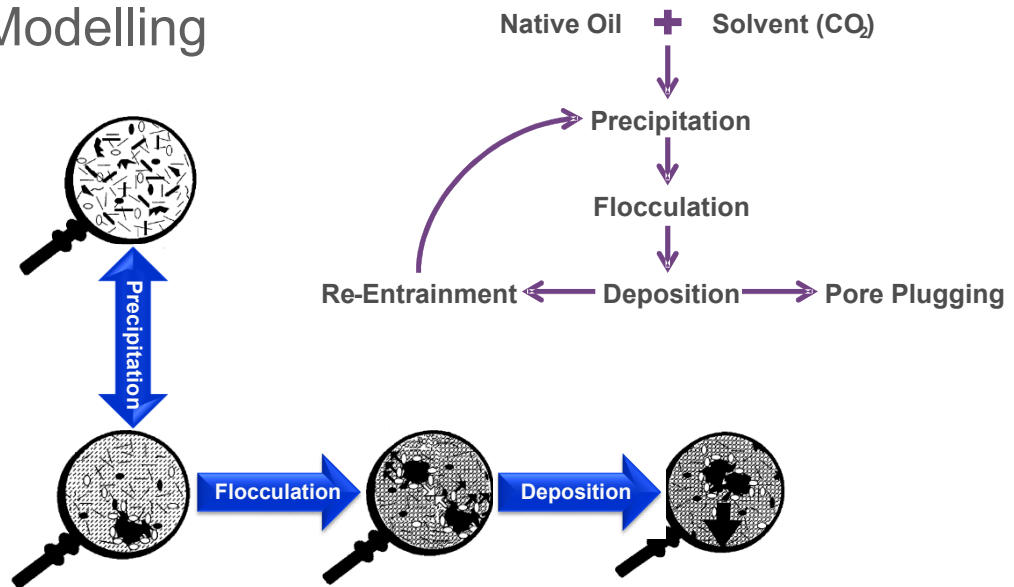 Modelling
Native Oil + Solvent (CO₂)
Precipitation
Flocculation
Re-Entrainment Deposition Pore Plugging
Precipitation
Flocculation Deposition